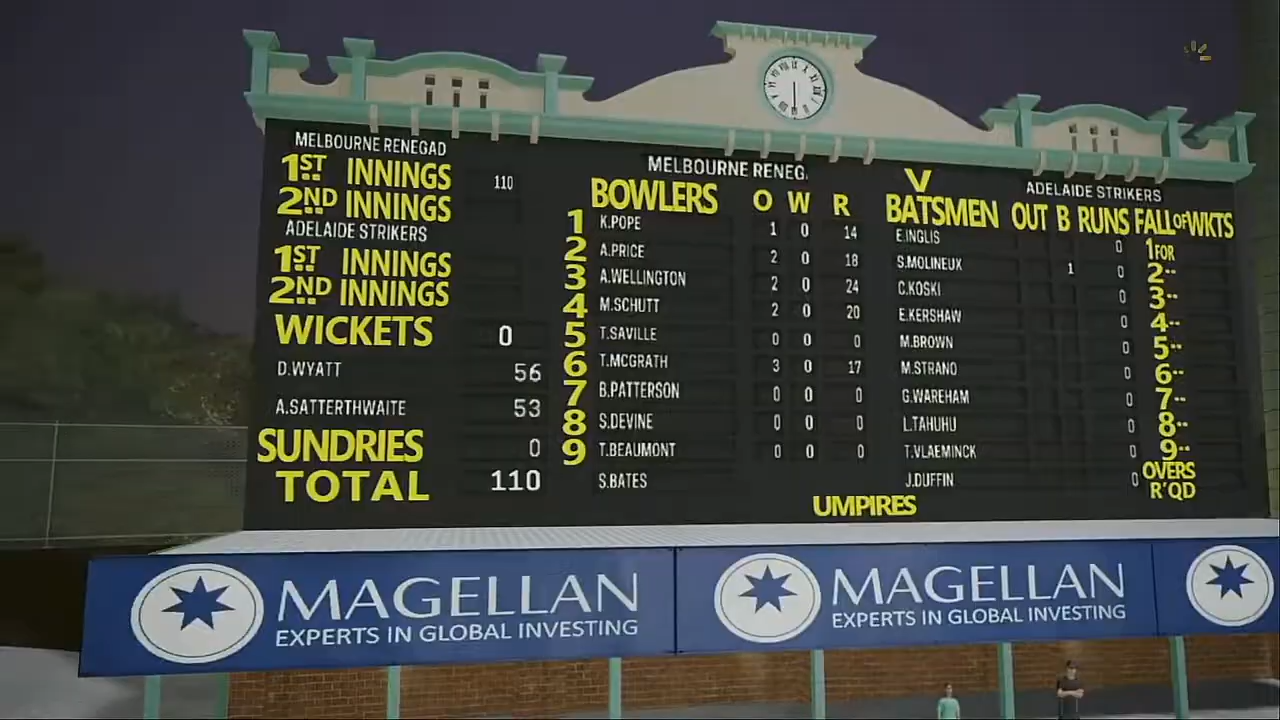 MELBOURNE RENEGAD
1ST INNINGS 110
2ND INNINGS
ADELAIDE STRIKERS
1ST INNINGS
2ND INNINGS
WICKETS 0
D.WYATT 56
A.SATTERTHWAITE 53
SUNDRIES 0
TOTAL 110
MELBOURNE RENEG.
BOWLERS O W R
1 K.POPE 1 0 14
2 A.PRICE 2 0 18
3 A.WELLINGTON 2 0 24
4 M.SCHUTT 2 0 20
5 T.SAVILLE 0 0 0
6 T.MCGRATH 3 0 17
7 B.PATTERSON 0 0 0
8 S.DEVINE 0 0 0
9 T.BEAUMONT 0 0 0
S.BATES
V
ADELAIDE STRIKERS
BATSMEN OUT B RUNS FALL OF WKTS
E.INGLIS 0 1FOR
S.MOLINEUX 1 0 2--
C.KOSKI 0 3--
E.KERSHAW 0 4--
M.BROWN 0 5--
M.STRANO 0 6--
G.WAREHAM 0 7--
L.TAHUHU 0 8--
T.VLAEMINCK 0 9--
J.DUFFIN 0 OVERS
R'QD
UMPIRES
MAGELLAN
EXPERTS IN GLOBAL INVESTING
MAGELLAN
EXPERTS IN GLOBAL INVESTING